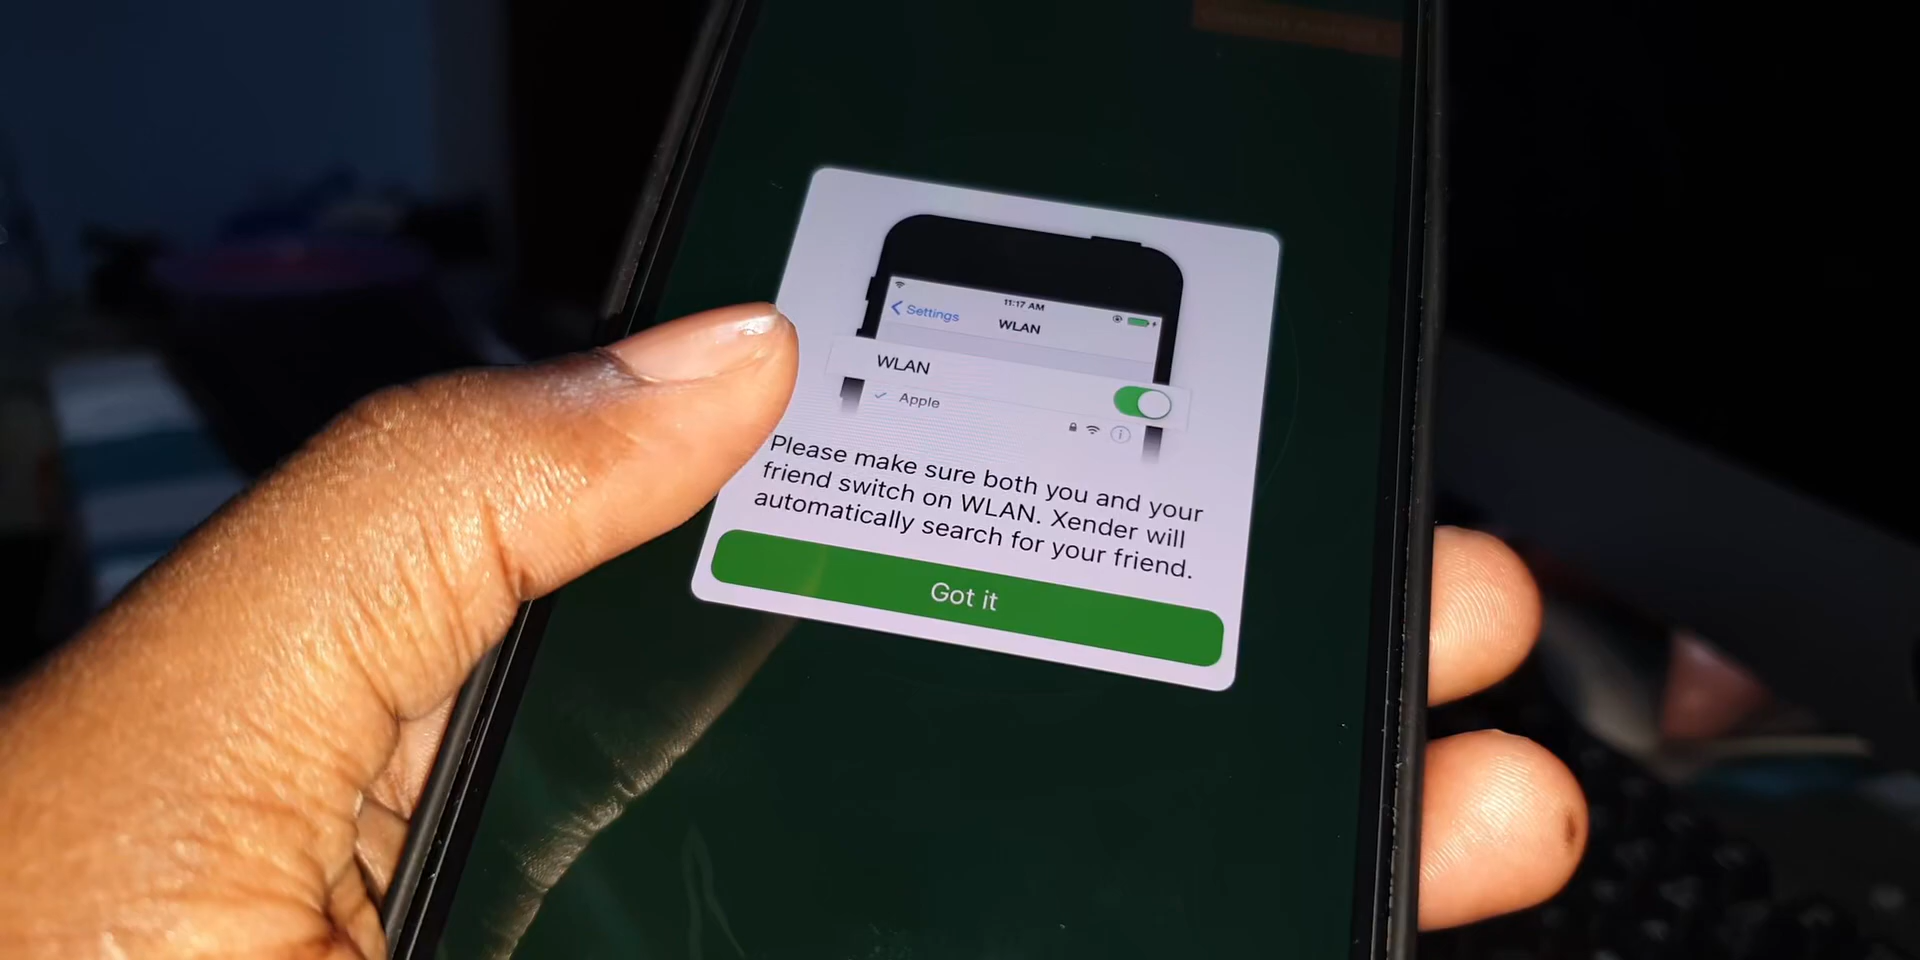 11:17 AM
Settings
WLAN
WLAN
Apple
Please make sure both you and your
friend switch on WLAN. Xender will
automatically search for your friend.
Got it